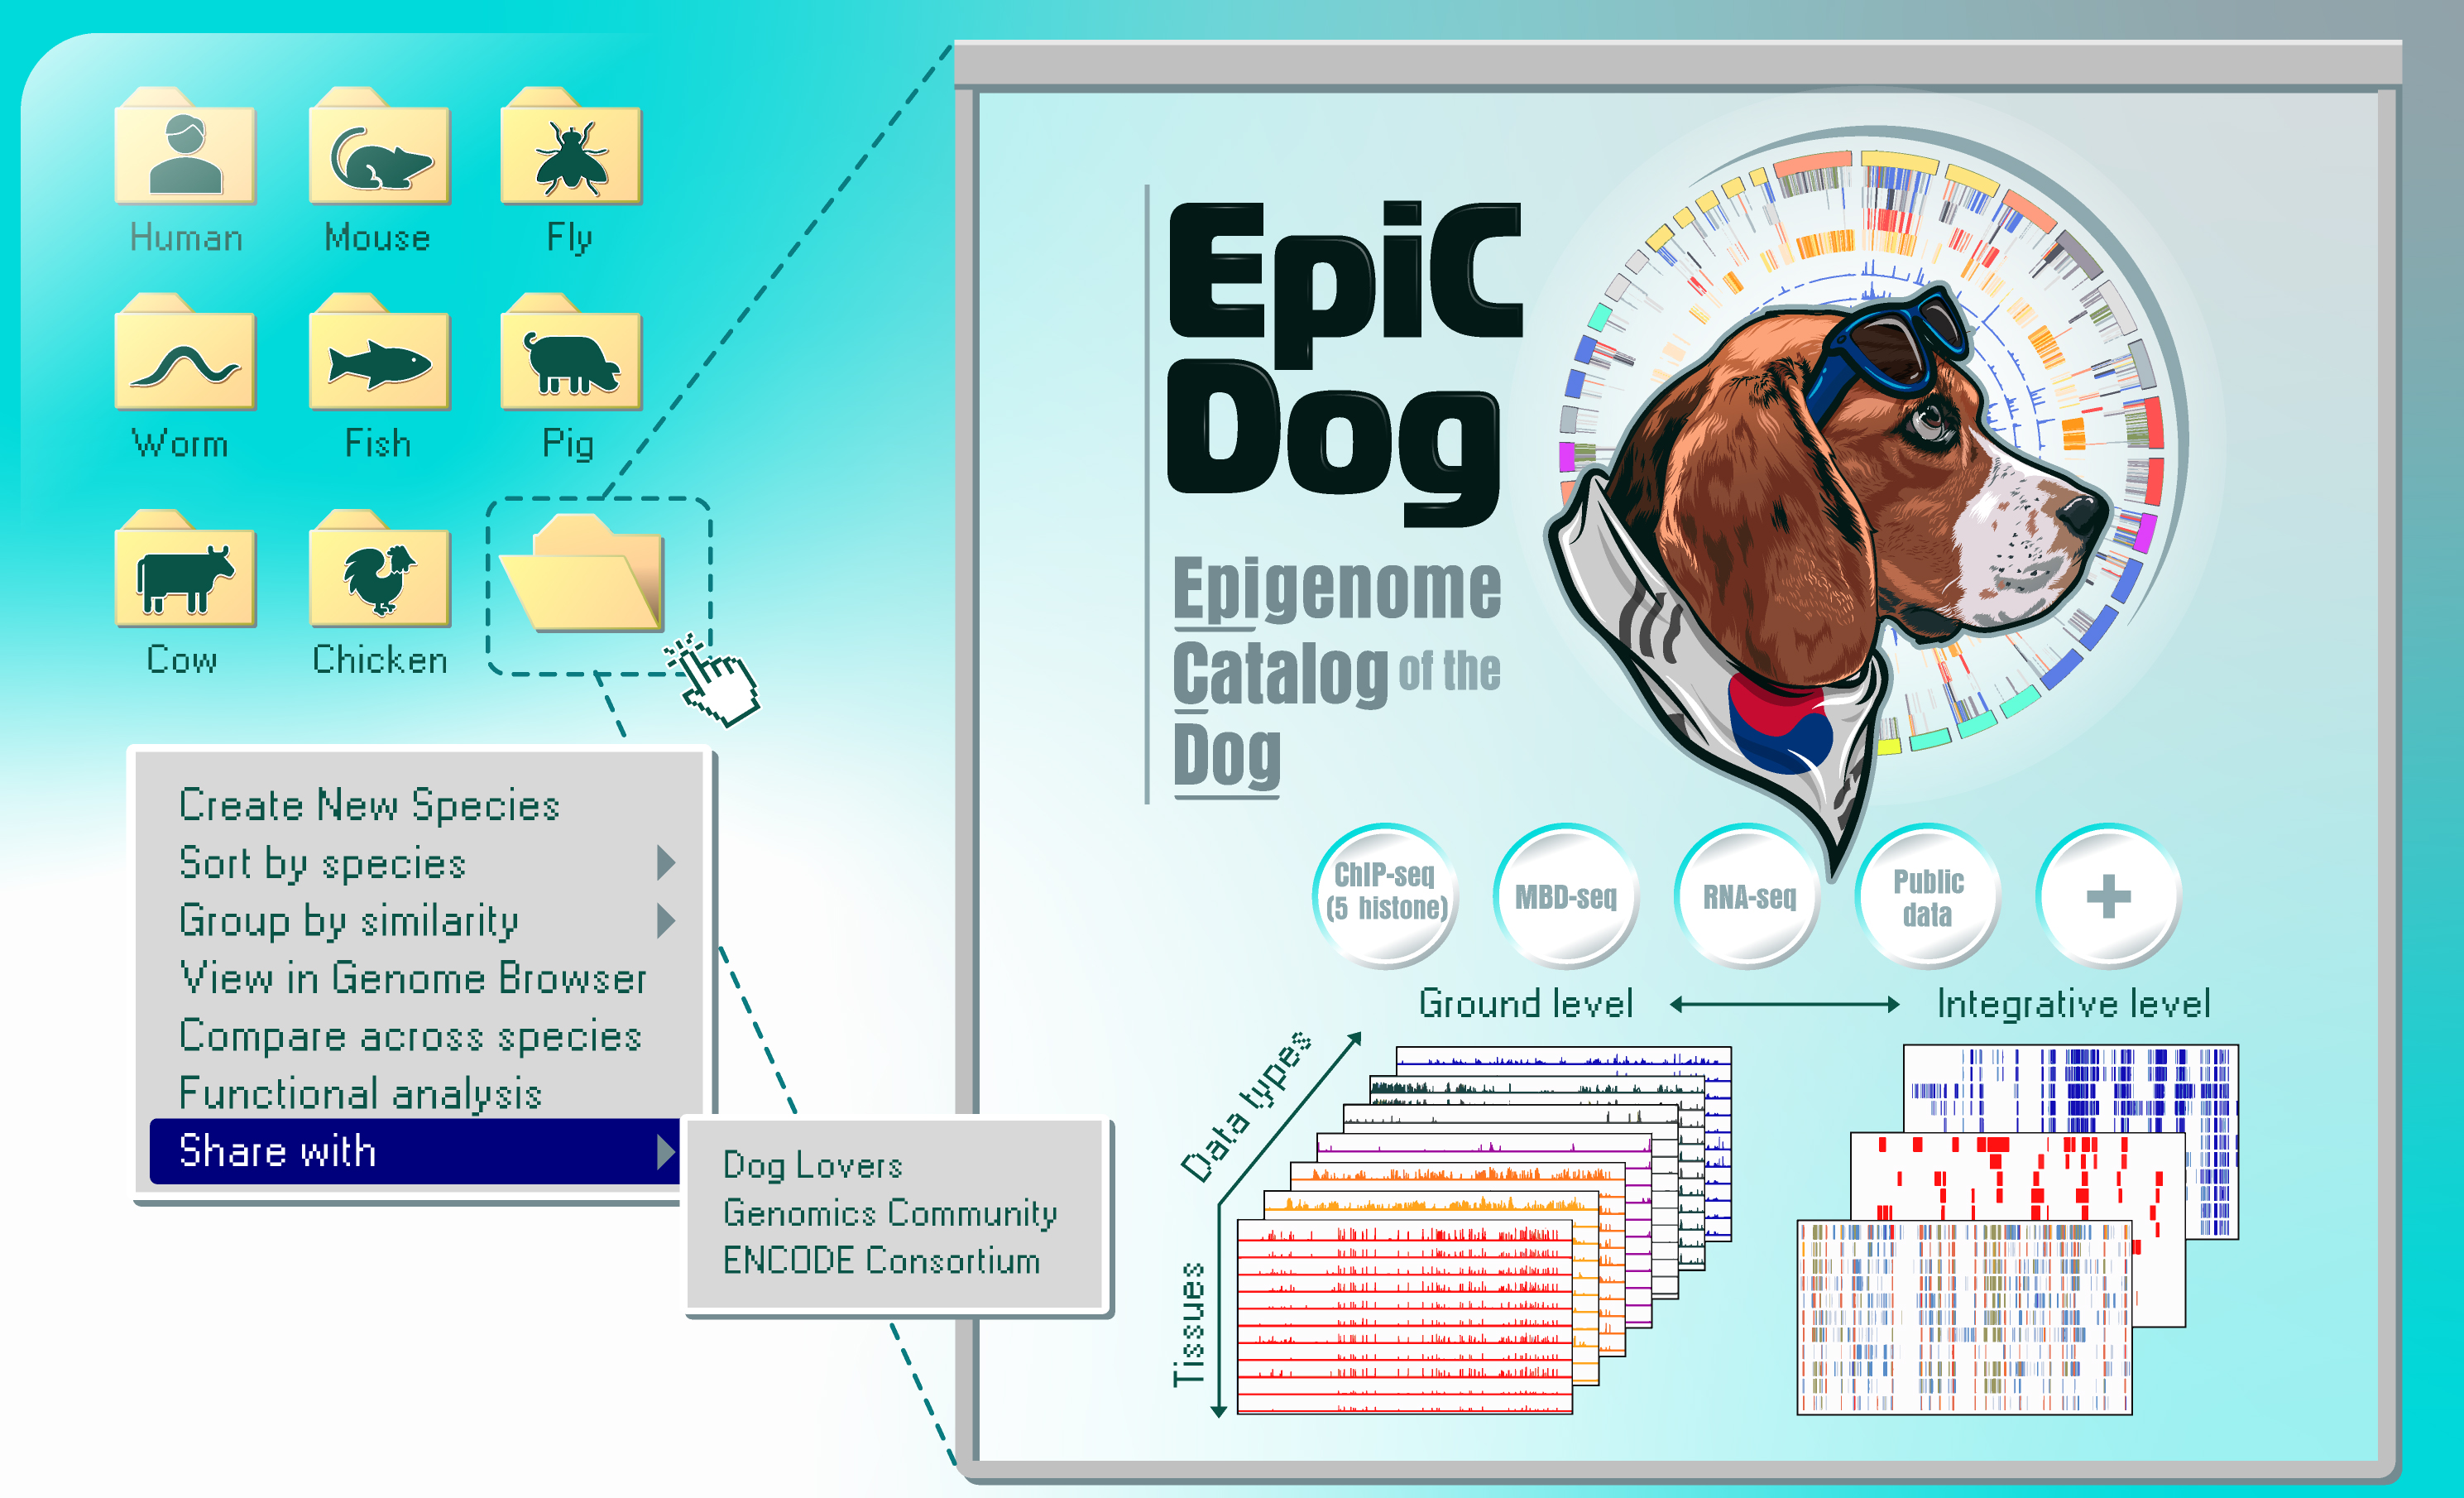 Human
Mouse
Fly
Worm
Fish
Pig
Cow
Chicken
Create New Species
Sort by species
Group by similarity
View in Genome Browser
Compare across species
Functional analysis
Share with
Dog Lovers
Genomics Community
ENCODE Consortium
EpiC
Dog
Epigenome
Catalog of the
Dog
ChIP-seq
(5 histone)
MBD-seq
RNA-seq
Public
data
+
Ground level
Integrative level
Data types
Tissues